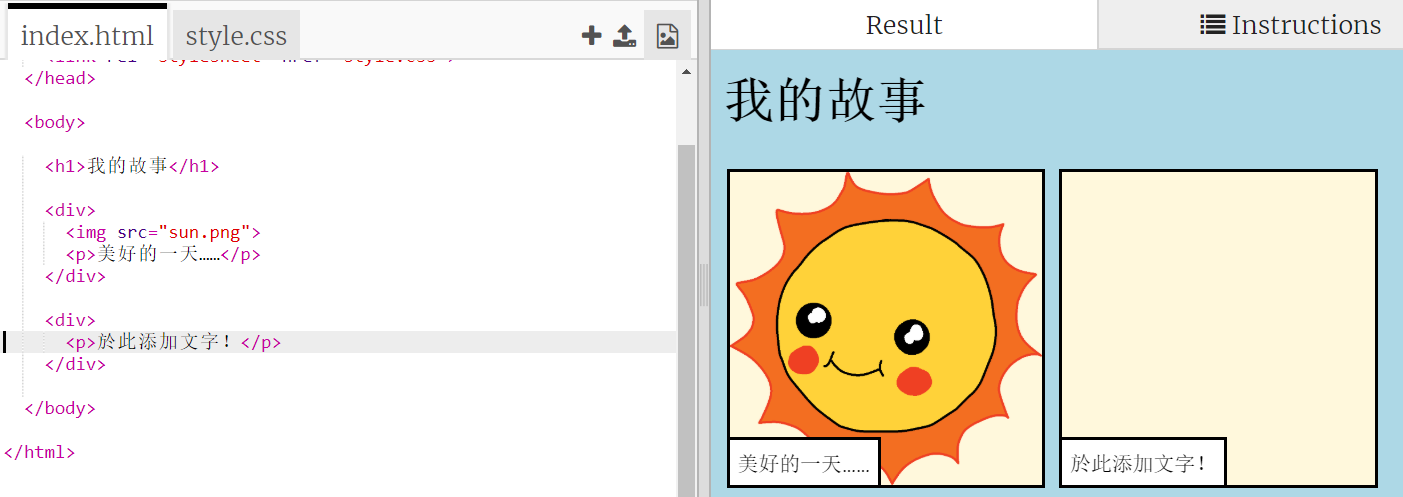 index.html
style.css
Result
Instructions
</head>
<body>
<h1>我的故事</h1>
<div>
<img src="sun.png">
<p>美好的一天……</p>
</div>
<div>
<p>於此添加文字！</p>
</div>
</body>
</html>
我的故事
美好的一天……
於此添加文字！